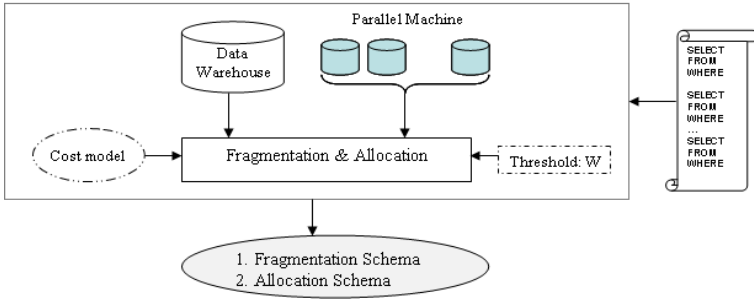 Parallel Machine
Data
Warehouse
Cost model
Fragmentation & Allocation
Threshold: W
SELECT
FROM
WHERE
SELECT
FROM
WHERE
...
SELECT
FROM
WHERE
1. Fragmentation Schema
2. Allocation Schema